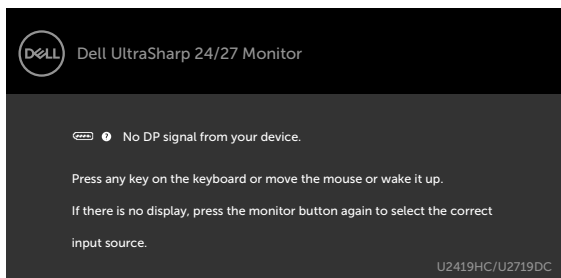 DELL
Dell UltraSharp 24/27 Monitor
? No DP signal from your device.
Press any key on the keyboard or move the mouse or wake it up.
If there is no display, press the monitor button again to select the correct
input source.
U2419HC/U2719DC